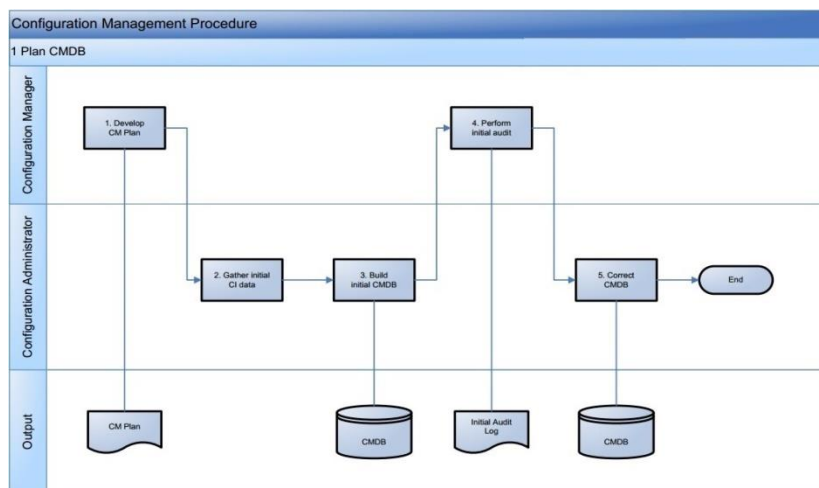 Configuration Management Procedure
1 Plan CMDB
Configuration Manager
1. Develop
CM Plan
4. Perform
initial audit
Configuration Administrator
2. Gather initial
CI data
3. Build
initial CMDB
5. Correct
CMDB
End
Output
CM Plan
CMDB
Initial Audit
Log
CMDB